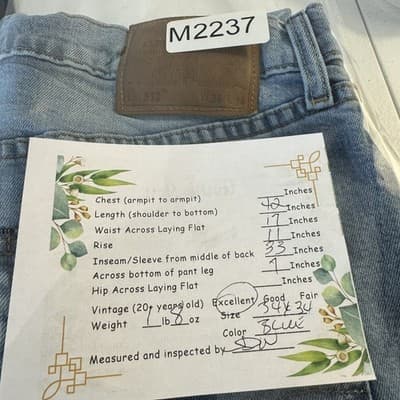 M2237
Chest (armpit to armpit) Inches
Length (shoulder to bottom) 42 Inches
Waist Across Laying Flat 17 Inches
Rise 11 Inches
Inseam/Sleeve from middle of back 33 Inches
Across bottom of pant leg 7 Inches
Hip Across Laying Flat Inches
Vintage (20+ years old) Excellent Good Fair
Weight 1 lb 8 oz Size 34x34
Color BLUE
Measured and inspected by